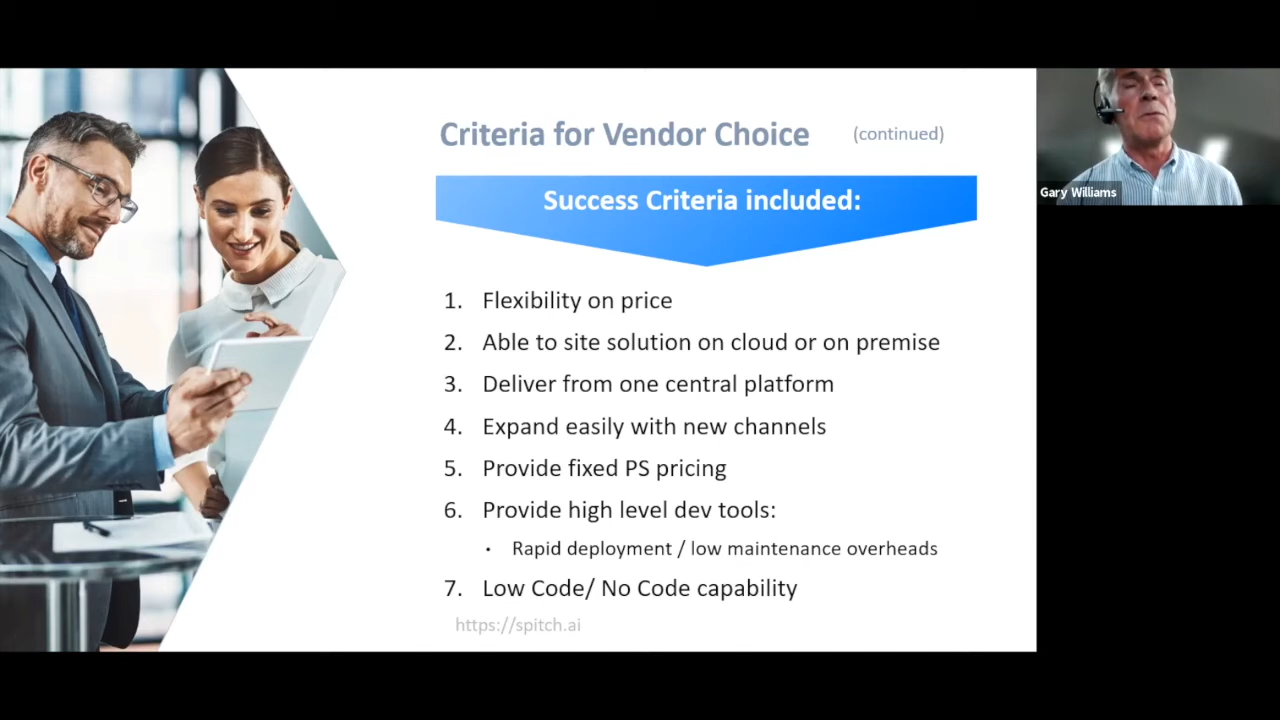 Criteria for Vendor Choice (continued)
Success Criteria included:
1. Flexibility on price
2. Able to site solution on cloud or on premise
3. Deliver from one central platform
4. Expand easily with new channels
5. Provide fixed PS pricing
6. Provide high level dev tools:
· Rapid deployment / low maintenance overheads
7. Low Code/ No Code capability
https://spitch.ai
Gary Williams